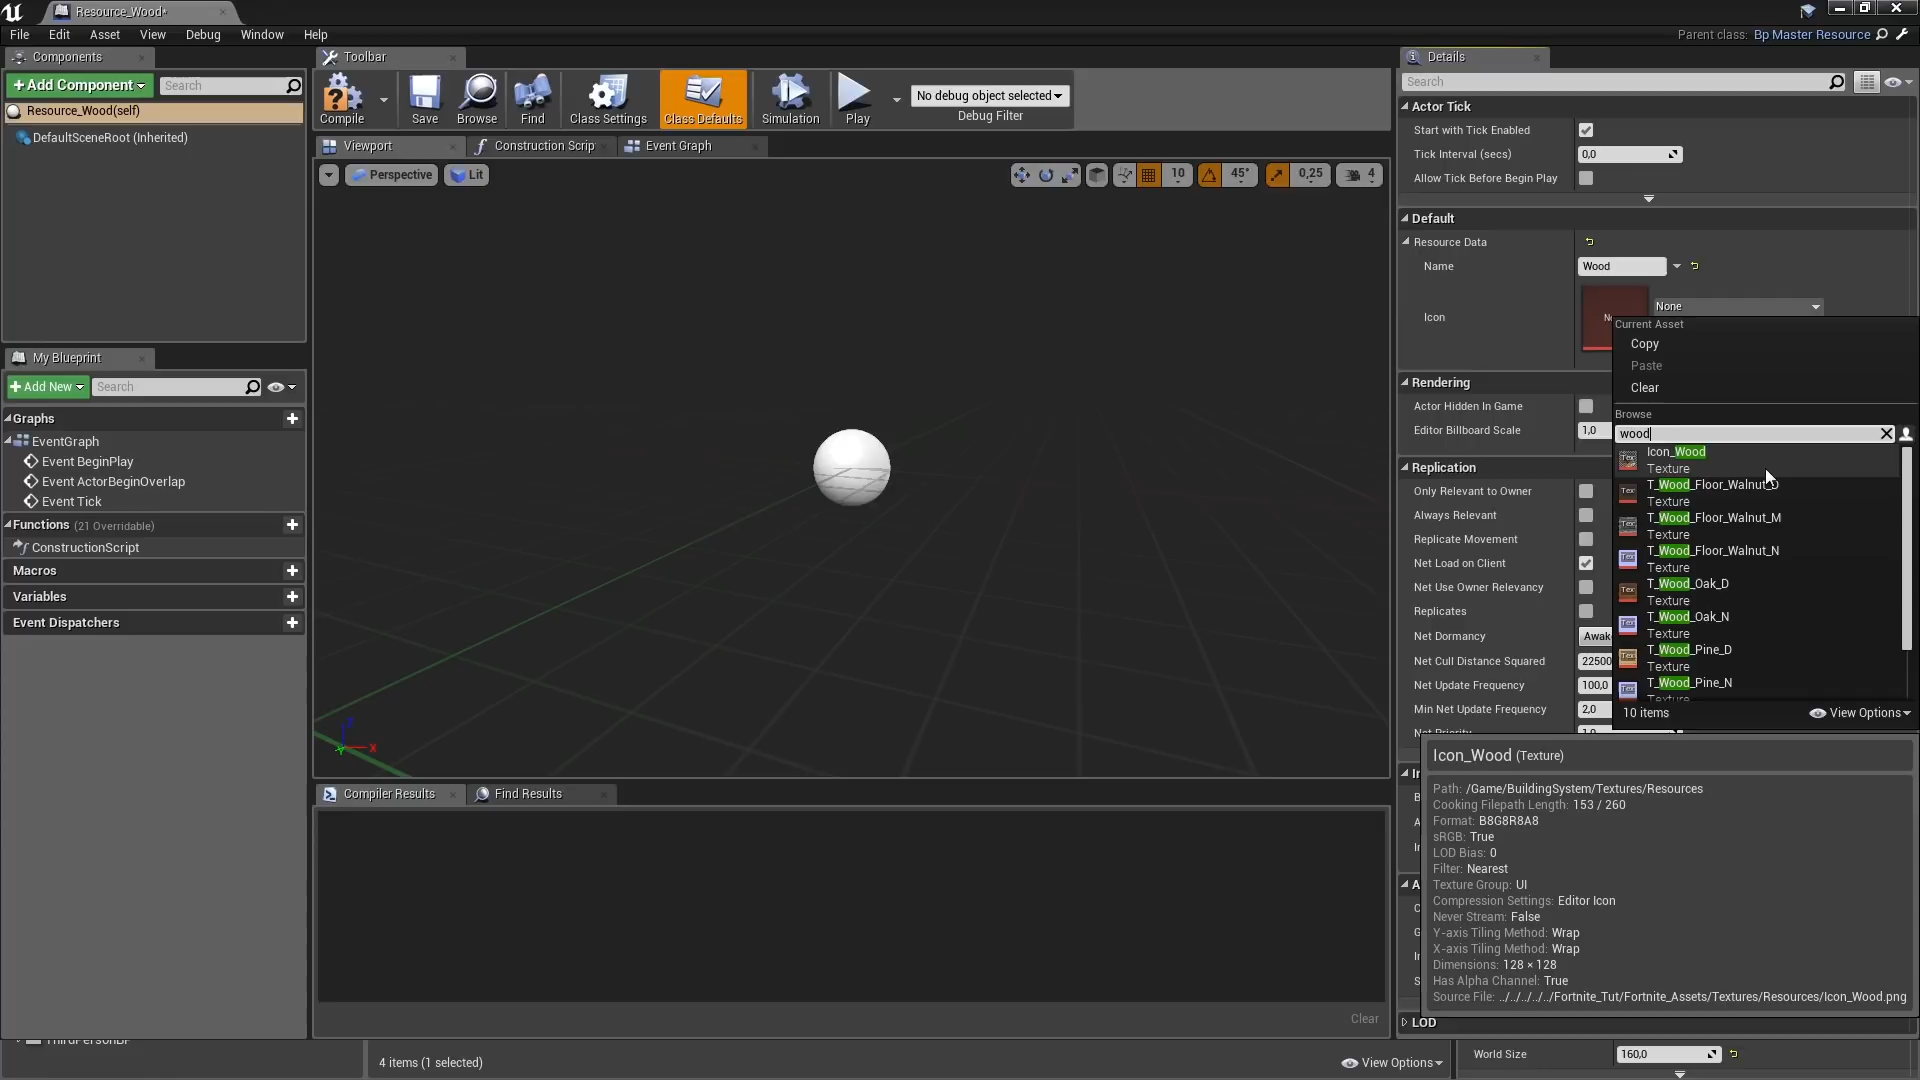 Resource_Wood*
File Edit Asset View Debug Window Help
Parent class: Bp Master Resource
Components
Add Component
Search
Resource_Wood(self)
DefaultSceneRoot (Inherited)
My Blueprint
Add New
Search
Graphs
EventGraph
Event BeginPlay
Event ActorBeginOverlap
Event Tick
Functions (21 Overridable)
ConstructionScript
Macros
Variables
Event Dispatchers
Toolbar
Compile Save Browse Find Class Settings Class Defaults Simulation Play
No debug object selected
Debug Filter
Viewport Construction Scrip Event Graph
Perspective Lit
10 45° 0,25 4
Z
X
Compiler Results Find Results
Clear
4 items (1 selected)
View Options
Details
Search
Actor Tick
Start with Tick Enabled
Tick Interval (secs) 0,0
Allow Tick Before Begin Play
Default
Resource Data
Name Wood
Icon None
Rendering
Actor Hidden In Game
Editor Billboard Scale 1,0
Replication
Only Relevant to Owner
Always Relevant
Replicate Movement
Net Load on Client
Net Use Owner Relevancy
Replicates
Net Dormancy Awak
Net Cull Distance Squared 22500
Net Update Frequency 100,0
Min Net Update Frequency 2,0
Net Priority 1,0
LOD
World Size 160,0
Current Asset
Copy
Paste
Clear
Browse
wood
Icon_Wood
Texture
T_Wood_Floor_Walnut_D
Texture
T_Wood_Floor_Walnut_M
Texture
T_Wood_Floor_Walnut_N
Texture
T_Wood_Oak_D
Texture
T_Wood_Oak_N
Texture
T_Wood_Pine_D
Texture
T_Wood_Pine_N
Texture
10 items
View Options
Icon_Wood (Texture)
Path: /Game/BuildingSystem/Textures/Resources
Cooking Filepath Length: 153 / 260
Format: B8G8R8A8
sRGB: True
LOD Bias: 0
Filter: Nearest
Texture Group: UI
Compression Settings: Editor Icon
Never Stream: False
Y-axis Tiling Method: Wrap
X-axis Tiling Method: Wrap
Dimensions: 128 × 128
Has Alpha Channel: True
Source File: ../../../../../Fortnite_Tut/Fortnite_Assets/Textures/Resources/Icon_Wood.png